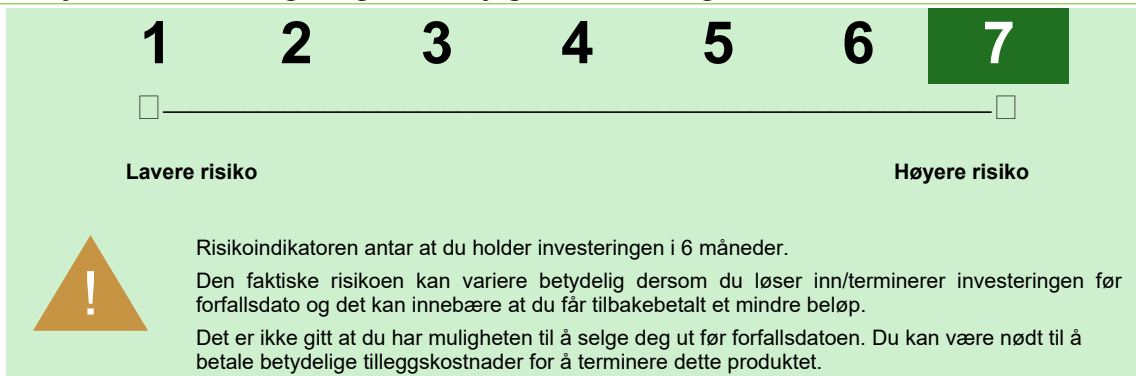 1 2 3 4 5 6 7
Lavere risiko Høyere risiko
!
Risikoindikatoren antar at du holder investeringen i 6 måneder.
Den faktiske risikoen kan variere betydelig dersom du løser inn/terminerer investeringen før
forfallsdato og det kan innebære at du får tilbakebetalt et mindre beløp.
Det er ikke gitt at du har muligheten til å selge deg ut før forfallsdatoen. Du kan være nødt til å
betale betydelige tilleggskostnader for å terminere dette produktet.